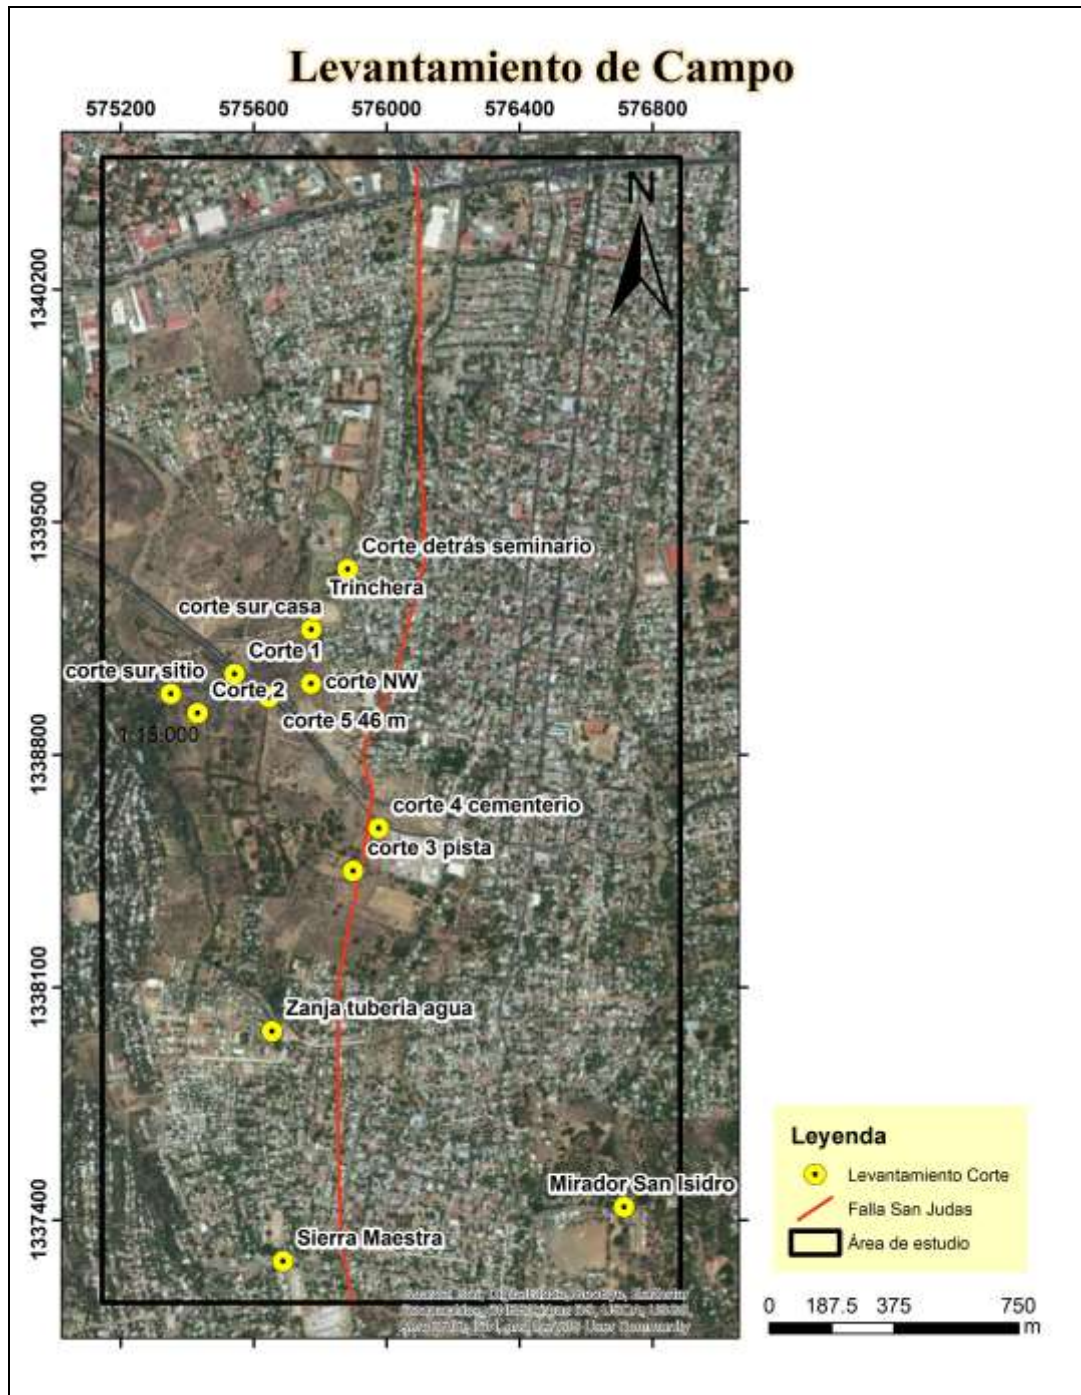 Levantamiento de Campo
575200 575600 576000 576400 576800
N
1340200
1339500
Corte detrás seminario
Trinchera
corte sur casa
Corte 1
corte sur sitio
corte NW
Corte 2
corte 5 46 m
1:15.000
1338800
corte 4 cementerio
corte 3 pista
1338100
Zanja tuberia agua
Mirador San Isidro
1337400
Sierra Maestra
Leyenda
Levantamiento Corte
Falla San Judas
Área de estudio
0 187.5 375 750
m